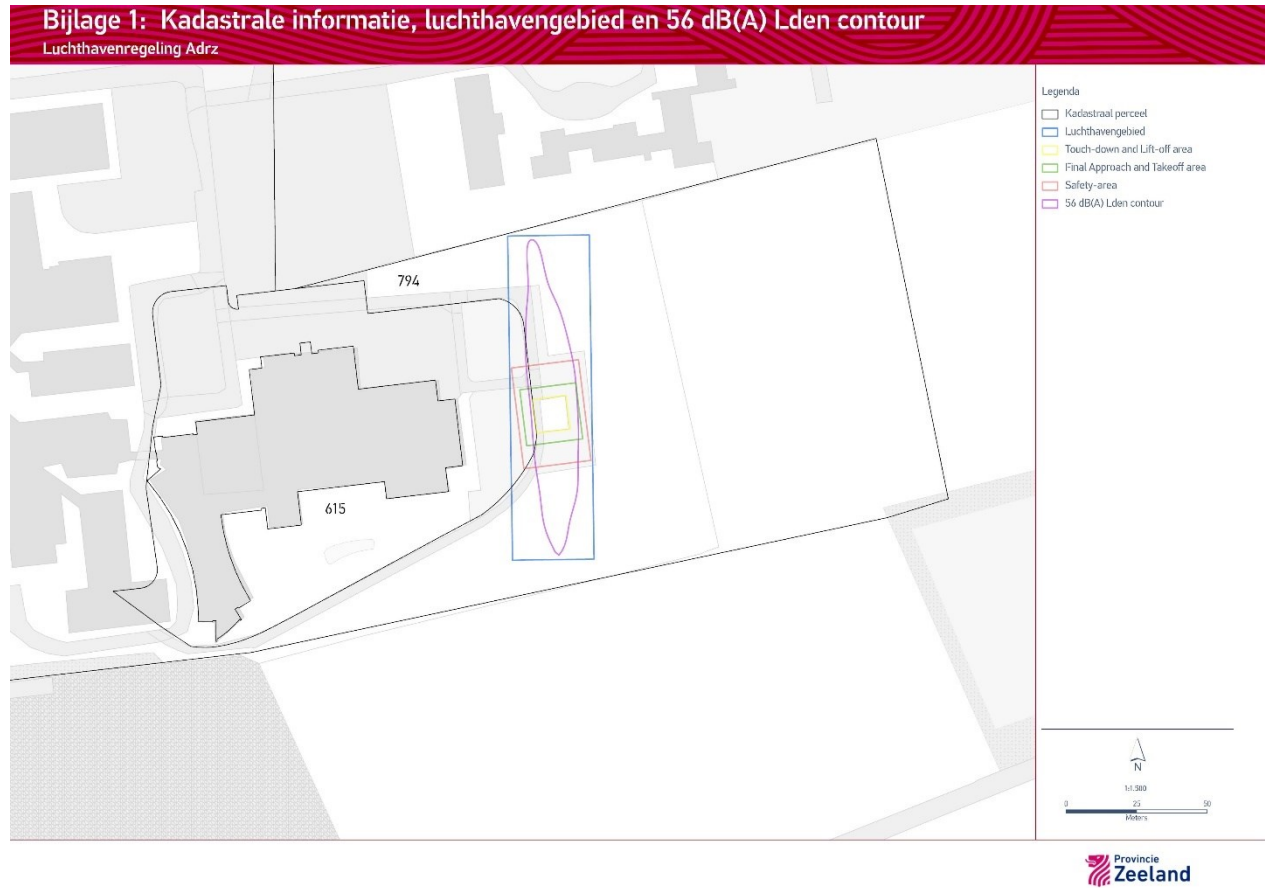 Bijlage 1: Kadastrale informatie, luchthavengebied en 56 dB(A) Lden contour
Luchthavenregeling Adrz
Legenda
Kadastraal perceel
Luchthavengebied
Touch-down and Lift-off area
Final Approach and Takeoff area
Safety-area
56 dB(A) Lden contour
794
615
N
0 25 50
Meters
Provincie
Zeeland